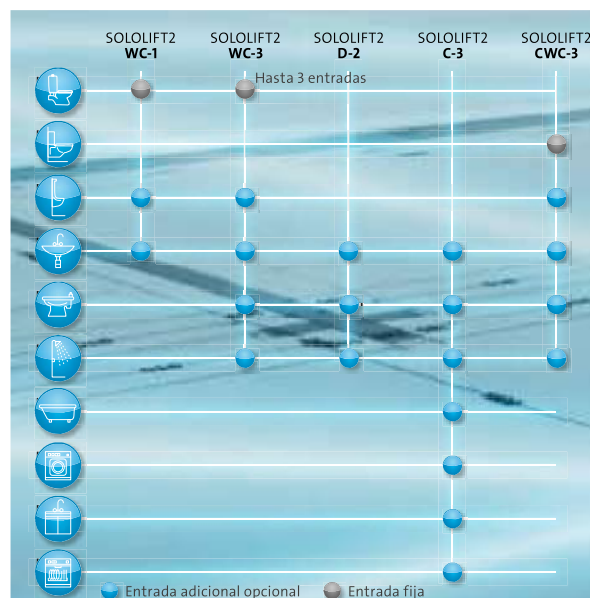 SOLOLIFT2 SOLOLIFT2 SOLOLIFT2 SOLOLIFT2 SOLOLIFT2
WC-1 WC-3 D-2 C-3 CWC-3
Hasta 3 entradas
Entrada adicional opcional Entrada fija